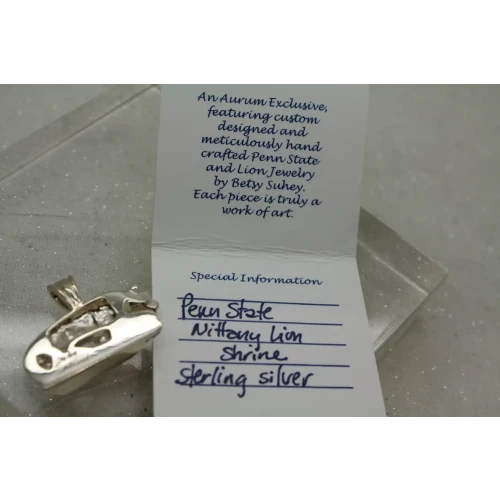 An Aurum Exclusive,
featuring custom
designed and
meticulously hand
crafted Penn State
and Lion Jewelry
by Betsy Suhey.
Each piece is truly a
work of art.
Special Information
Penn State
Nittany Lion
Shrine
Sterling silver